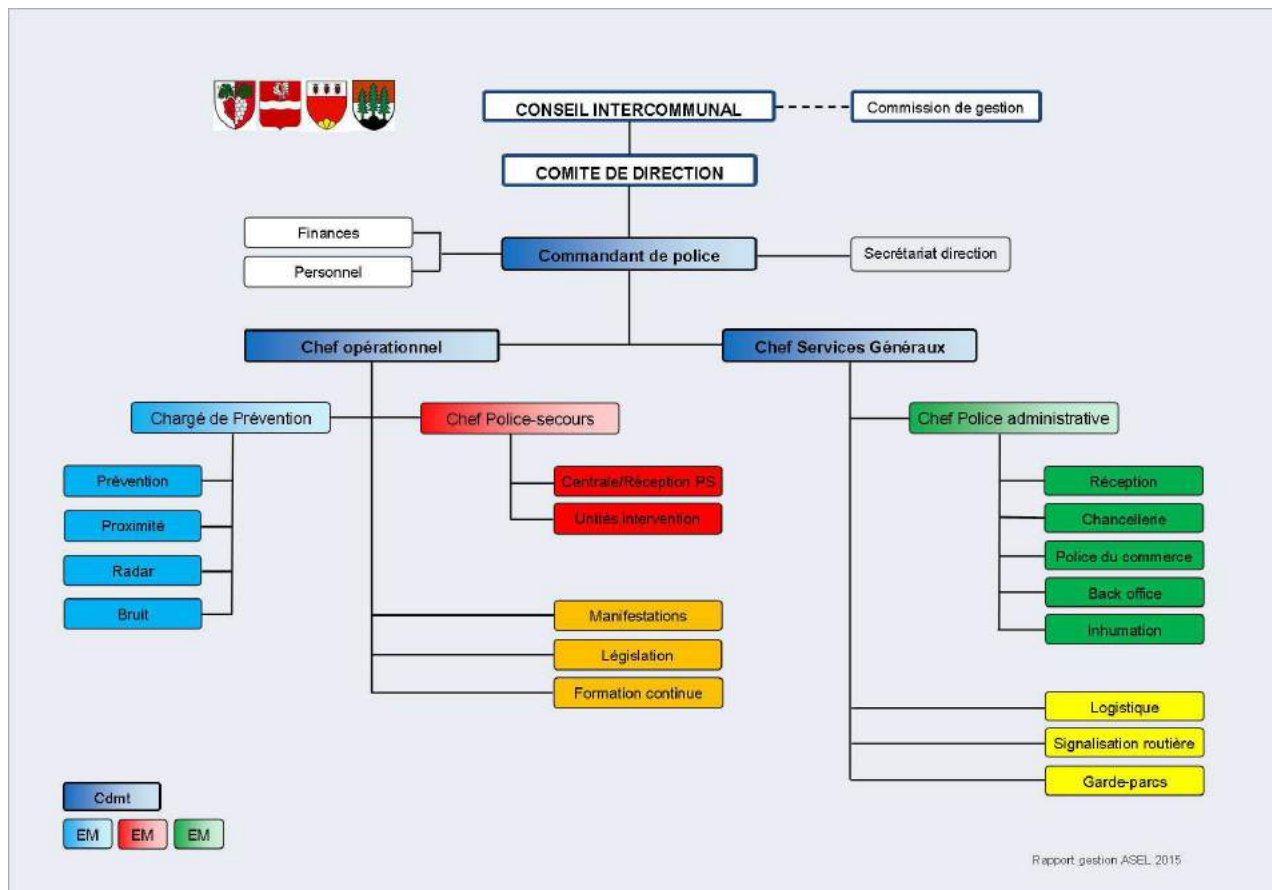 CONSEIL INTERCOMMUNAL
Commission de gestion
COMITE DE DIRECTION
Finances
Personnel
Commandant de police
Secrétariat direction
Chef opérationnel
Chef Services Généraux
Chargé de Prévention
Chef Police-secours
Chef Police administrative
Prévention
Proximité
Radar
Bruit
Centrale/Réception PS
Unités intervention
Manifestations
Législation
Formation continue
Réception
Chancellerie
Police du commerce
Back office
Inhumation
Logistique
Signalisation routière
Garde-parcs
Cdmt
EM EM EM
Rapport gestion ASEL 2015